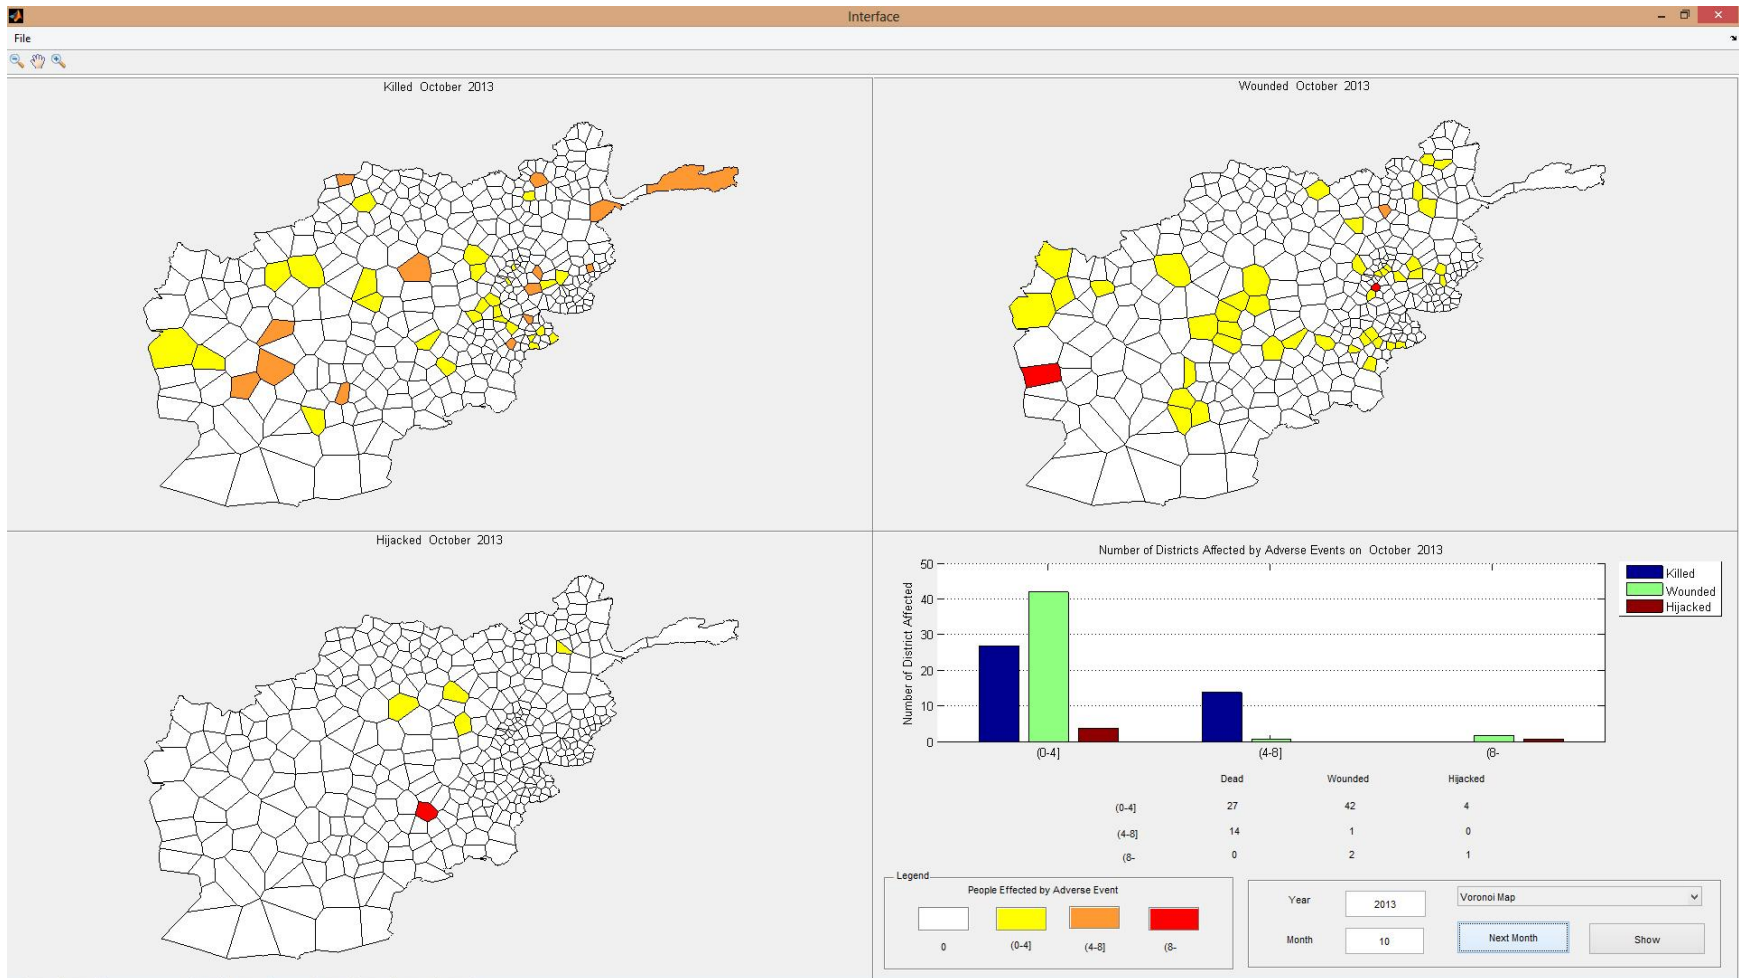 Interface
File
Killed October 2013
Wounded October 2013
Hijacked October 2013
Number of Districts Affected by Adverse Events on October 2013
Number of District Affected
50
40
30
20
10
0
(0-4]
(4-8]
(8-
Killed
Wounded
Hijacked
Dead Wounded Hijacked
(0-4] 27 42 4
(4-8] 14 1 0
(8- 0 2 1
Legend
People Effected by Adverse Event
0 (0-4] (4-8] (8-
Year 2013 Voronoi Map
Month 10 Next Month Show